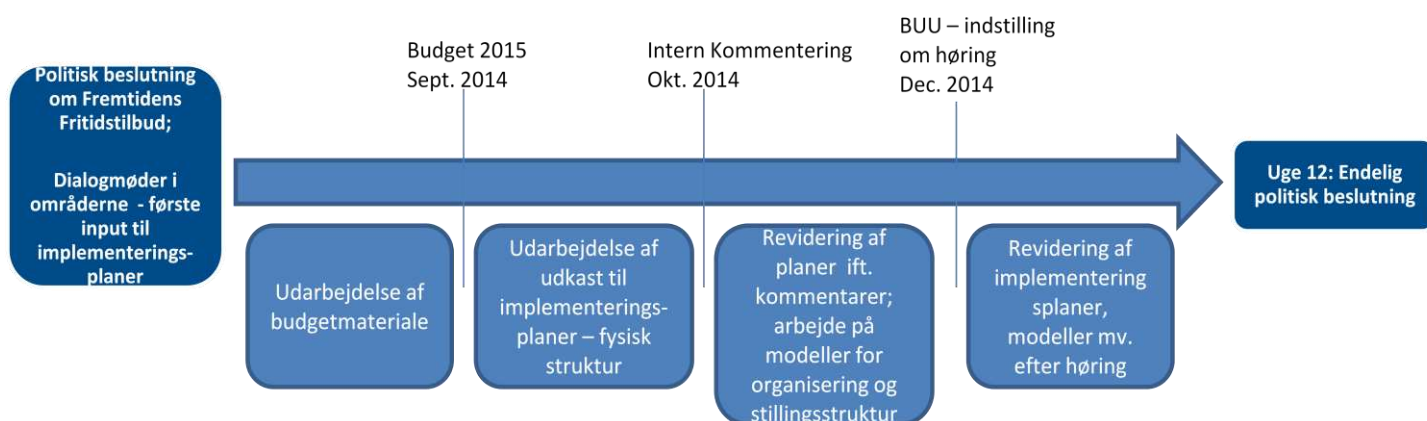 Politisk beslutning
om Fremtidens
Fritidstilbud;
Dialogmøder i
områderne - første
input til
implementerings-
planer
Budget 2015
Sept. 2014
Intern Kommentering
Okt. 2014
BUU – indstilling
om høring
Dec. 2014
Udarbejdelse af
budgetmateriale
Udarbejdelse af
udkast til
implementerings-
planer – fysisk
struktur
Revidering af
planer ift.
kommentarer;
arbejde på
modeller for
organisering og
stillingsstruktur
Revidering af
implementering
splaner,
modeller mv.
efter høring
Uge 12: Endelig
politisk beslutning